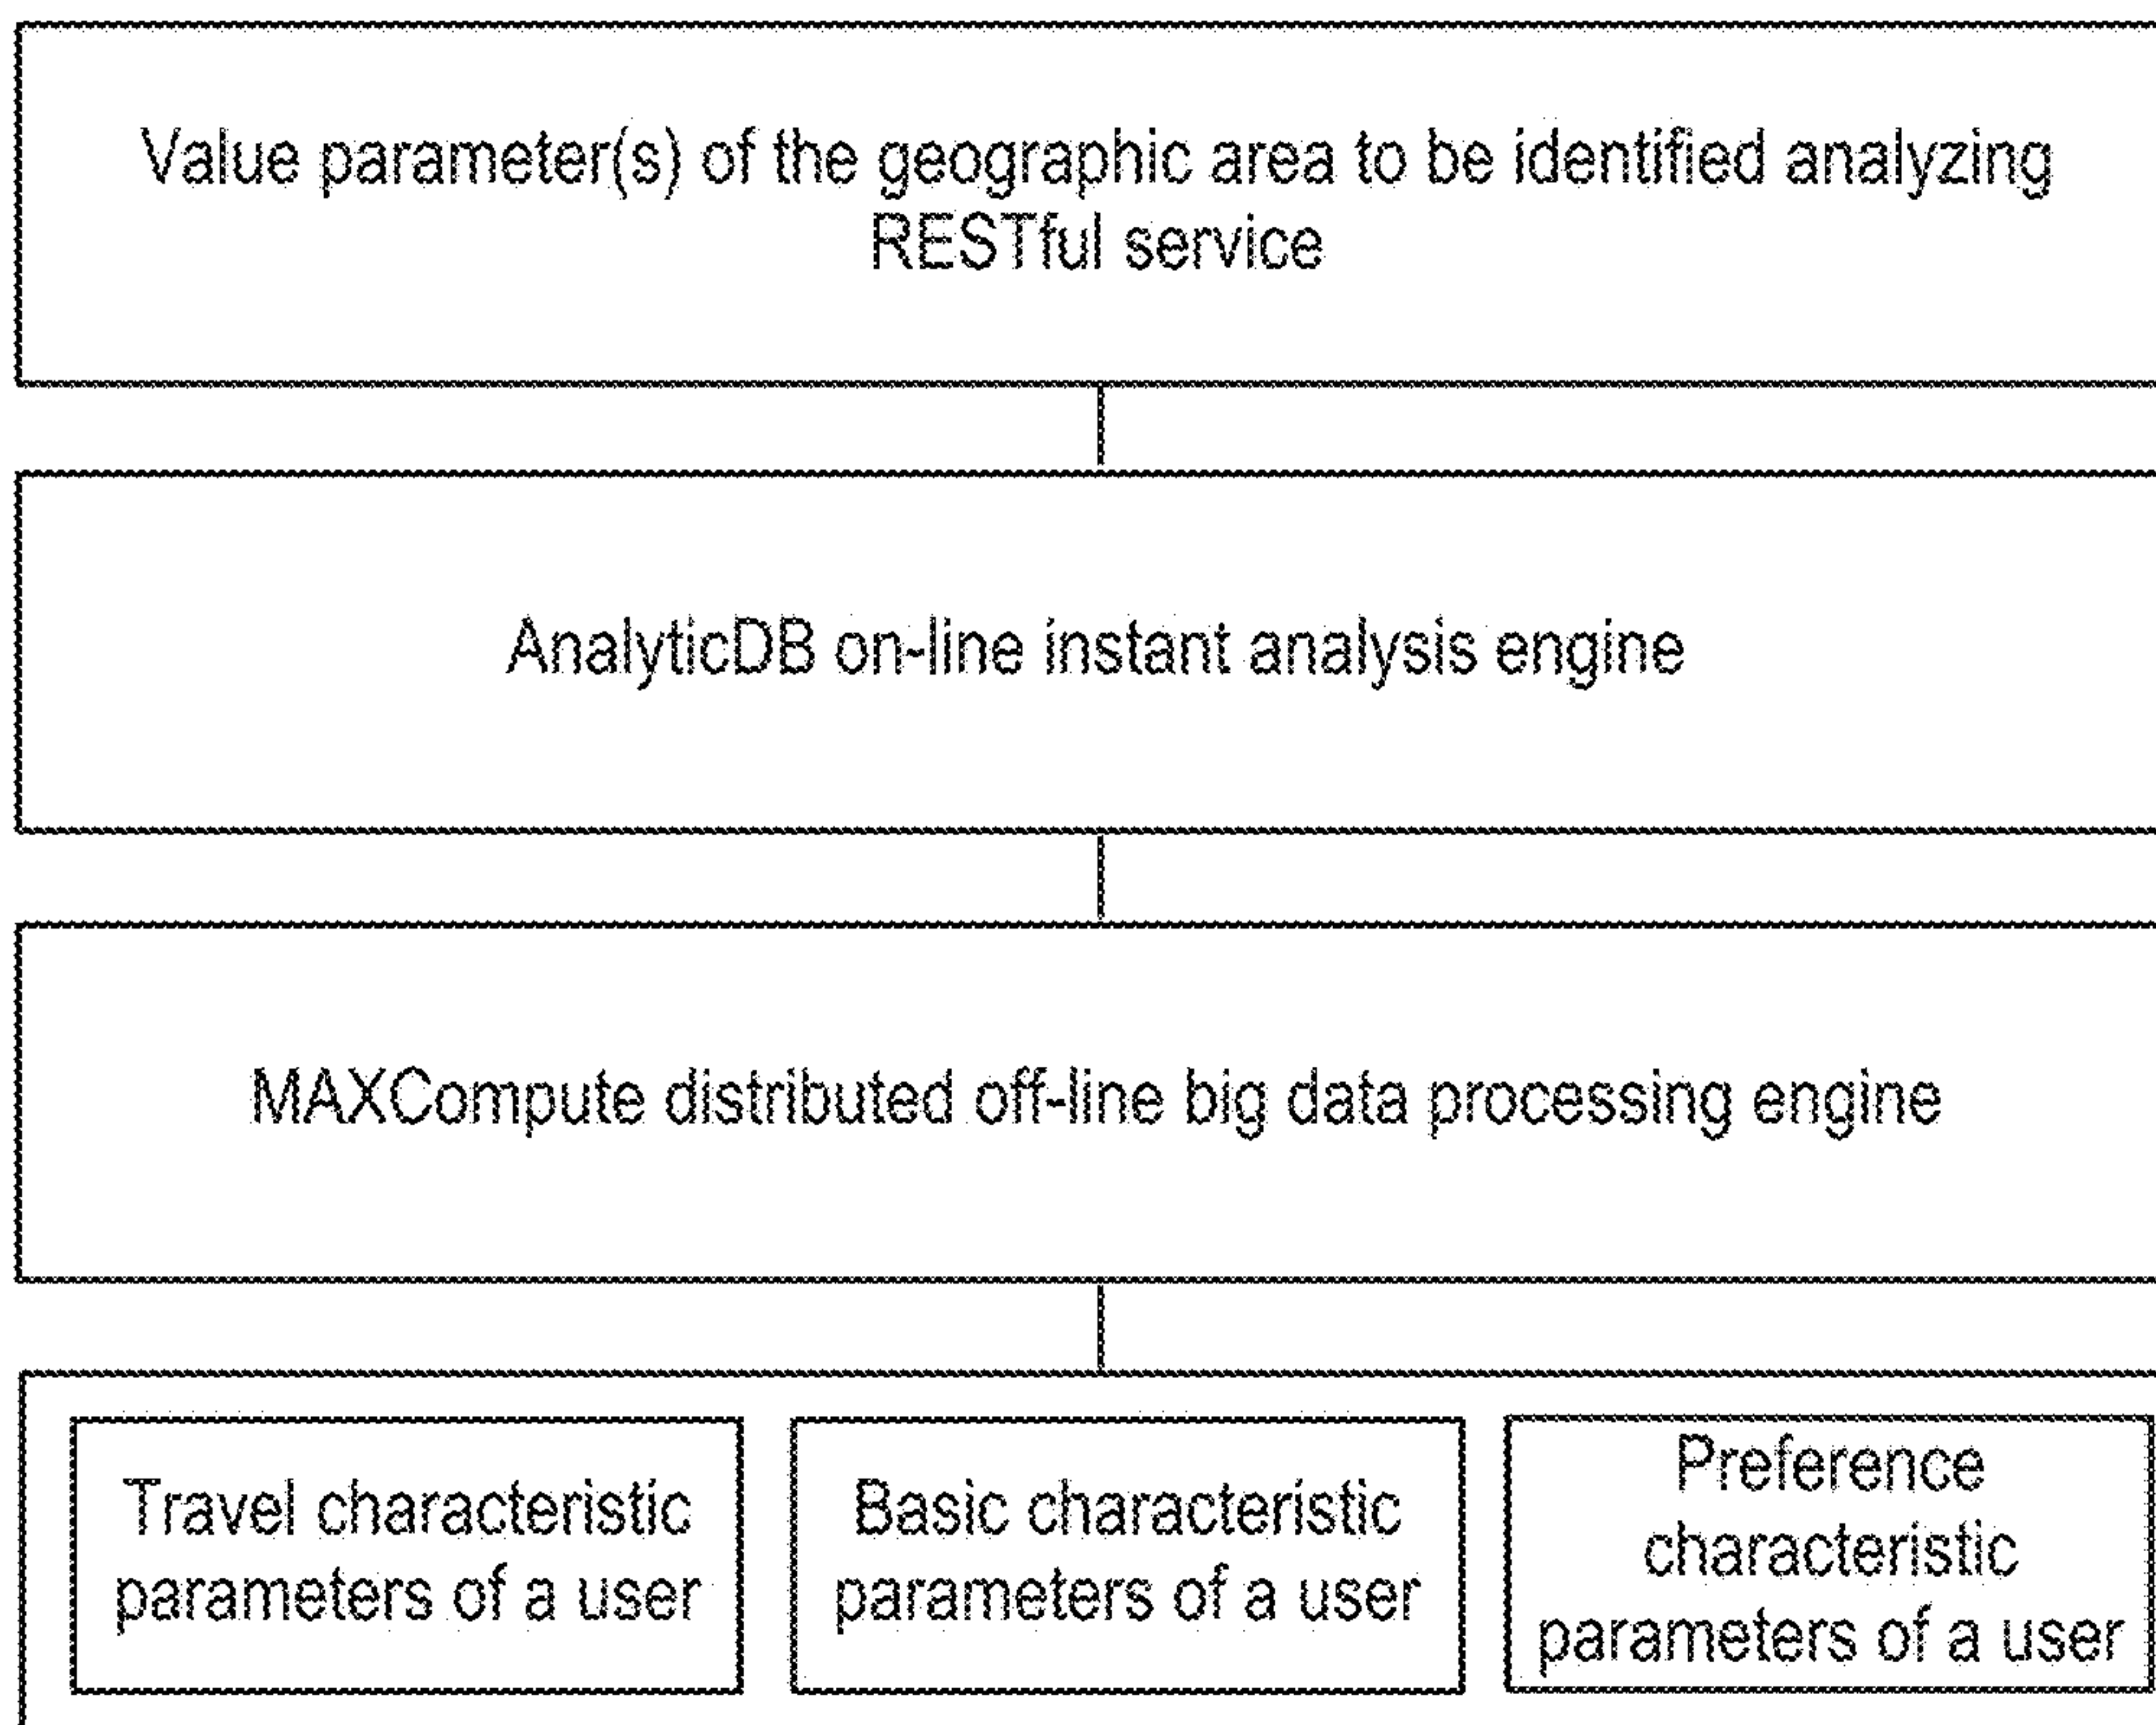 Value parameter(s) of the geographic area to be identified analyzing
RESTful service
AnalyticDB on-line instant analysis engine
MAXCompute distributed off-line big data processing engine
Travel characteristic
parameters of a user
Basic characteristic
parameters of a user
Preference
characteristic
parameters of a user